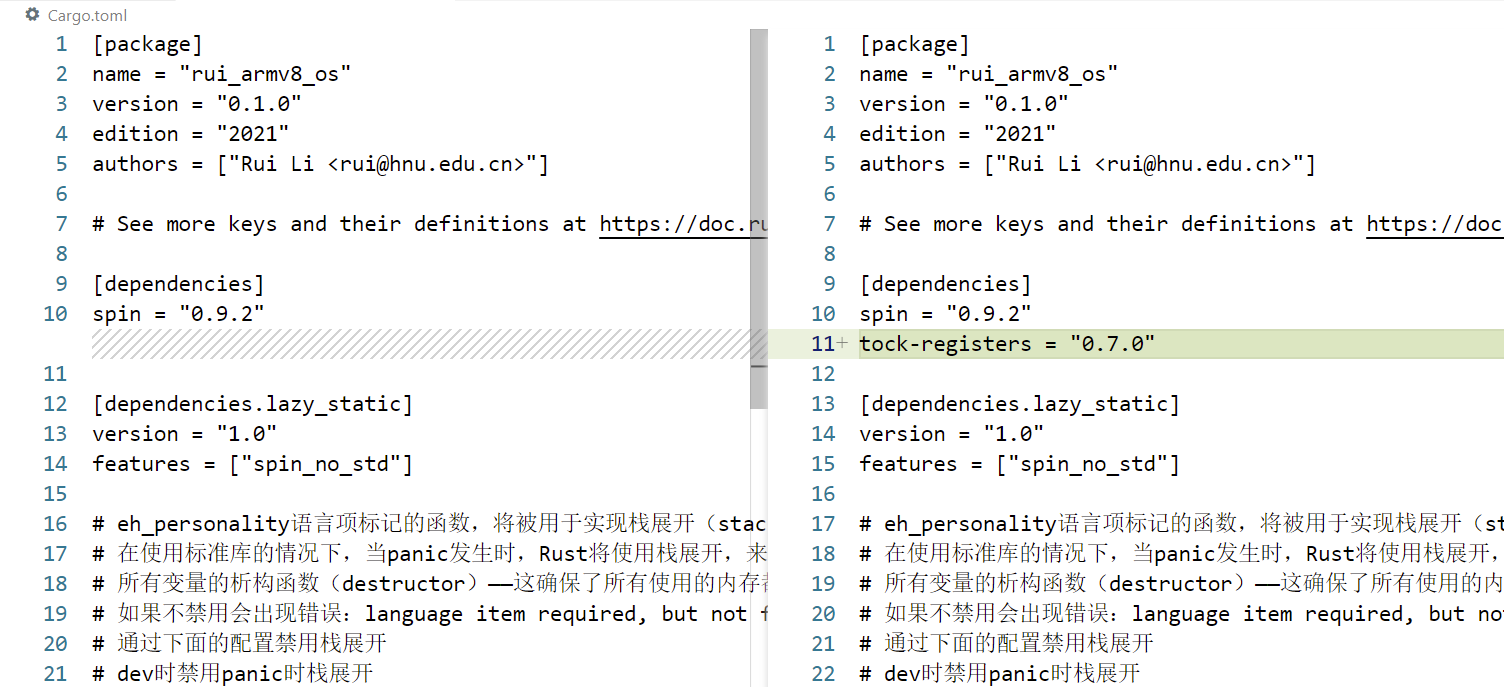 Cargo.toml
1 [package]
2 name = "rui_armv8_os"
3 version = "0.1.0"
4 edition = "2021"
5 authors = ["Rui Li <rui@hnu.edu.cn>"]
6
7 # See more keys and their definitions at https://doc.ru
8
9 [dependencies]
10 spin = "0.9.2"
11
12 [dependencies.lazy_static]
13 version = "1.0"
14 features = ["spin_no_std"]
15
16 # eh_personality语言项标记的函数，将被用于实现栈展开（stac
17 # 在使用标准库的情况下，当panic发生时，Rust将使用栈展开，来
18 # 所有变量的析构函数（destructor）——这确保了所有使用的内存都
19 # 如果不禁用会出现错误：language item required, but not f
20 # 通过下面的配置禁用栈展开
21 # dev时禁用panic时栈展开
1 [package]
2 name = "rui_armv8_os"
3 version = "0.1.0"
4 edition = "2021"
5 authors = ["Rui Li <rui@hnu.edu.cn>"]
6
7 # See more keys and their definitions at https://doc
8
9 [dependencies]
10 spin = "0.9.2"
11+ tock-registers = "0.7.0"
12
13 [dependencies.lazy_static]
14 version = "1.0"
15 features = ["spin_no_std"]
16
17 # eh_personality语言项标记的函数，将被用于实现栈展开（st
18 # 在使用标准库的情况下，当panic发生时，Rust将使用栈展开，
19 # 所有变量的析构函数（destructor）——这确保了所有使用的内
20 # 如果不禁用会出现错误：language item required, but no
21 # 通过下面的配置禁用栈展开
22 # dev时禁用panic时栈展开